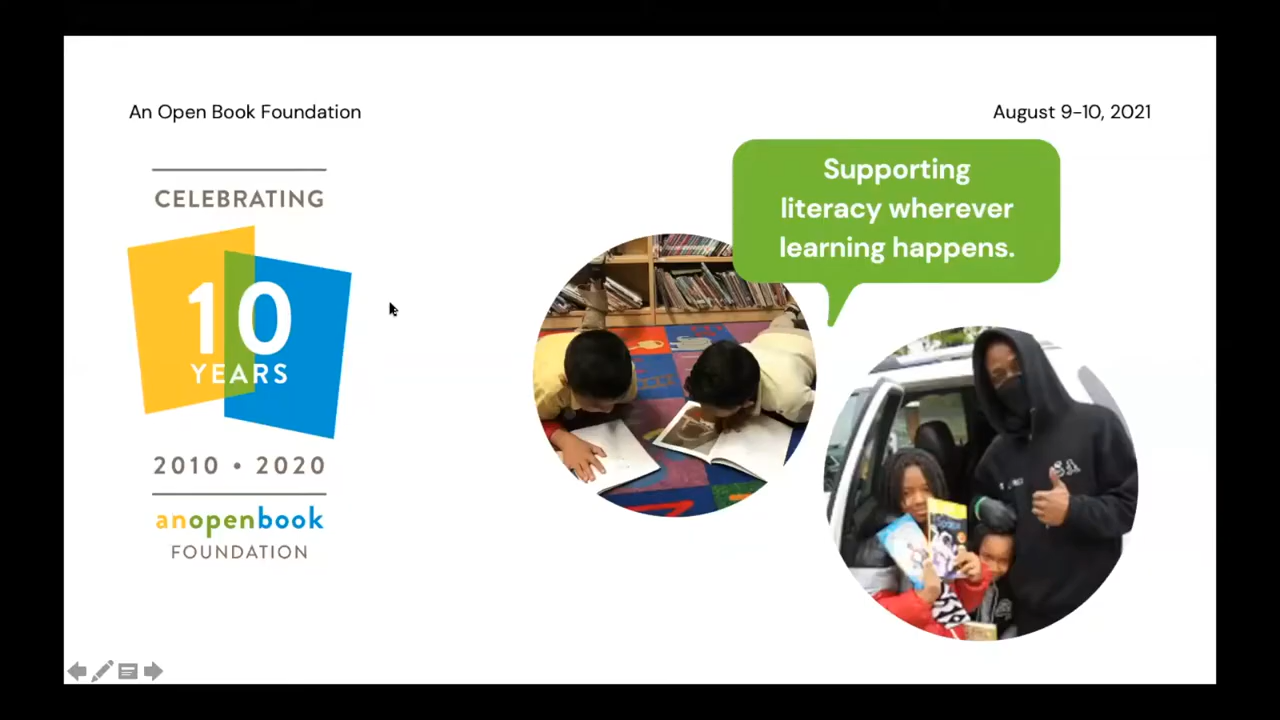 An Open Book Foundation
August 9-10, 2021
CELEBRATING
10
YEARS
2010 • 2020
anopenbook
FOUNDATION
Supporting
literacy wherever
learning happens.